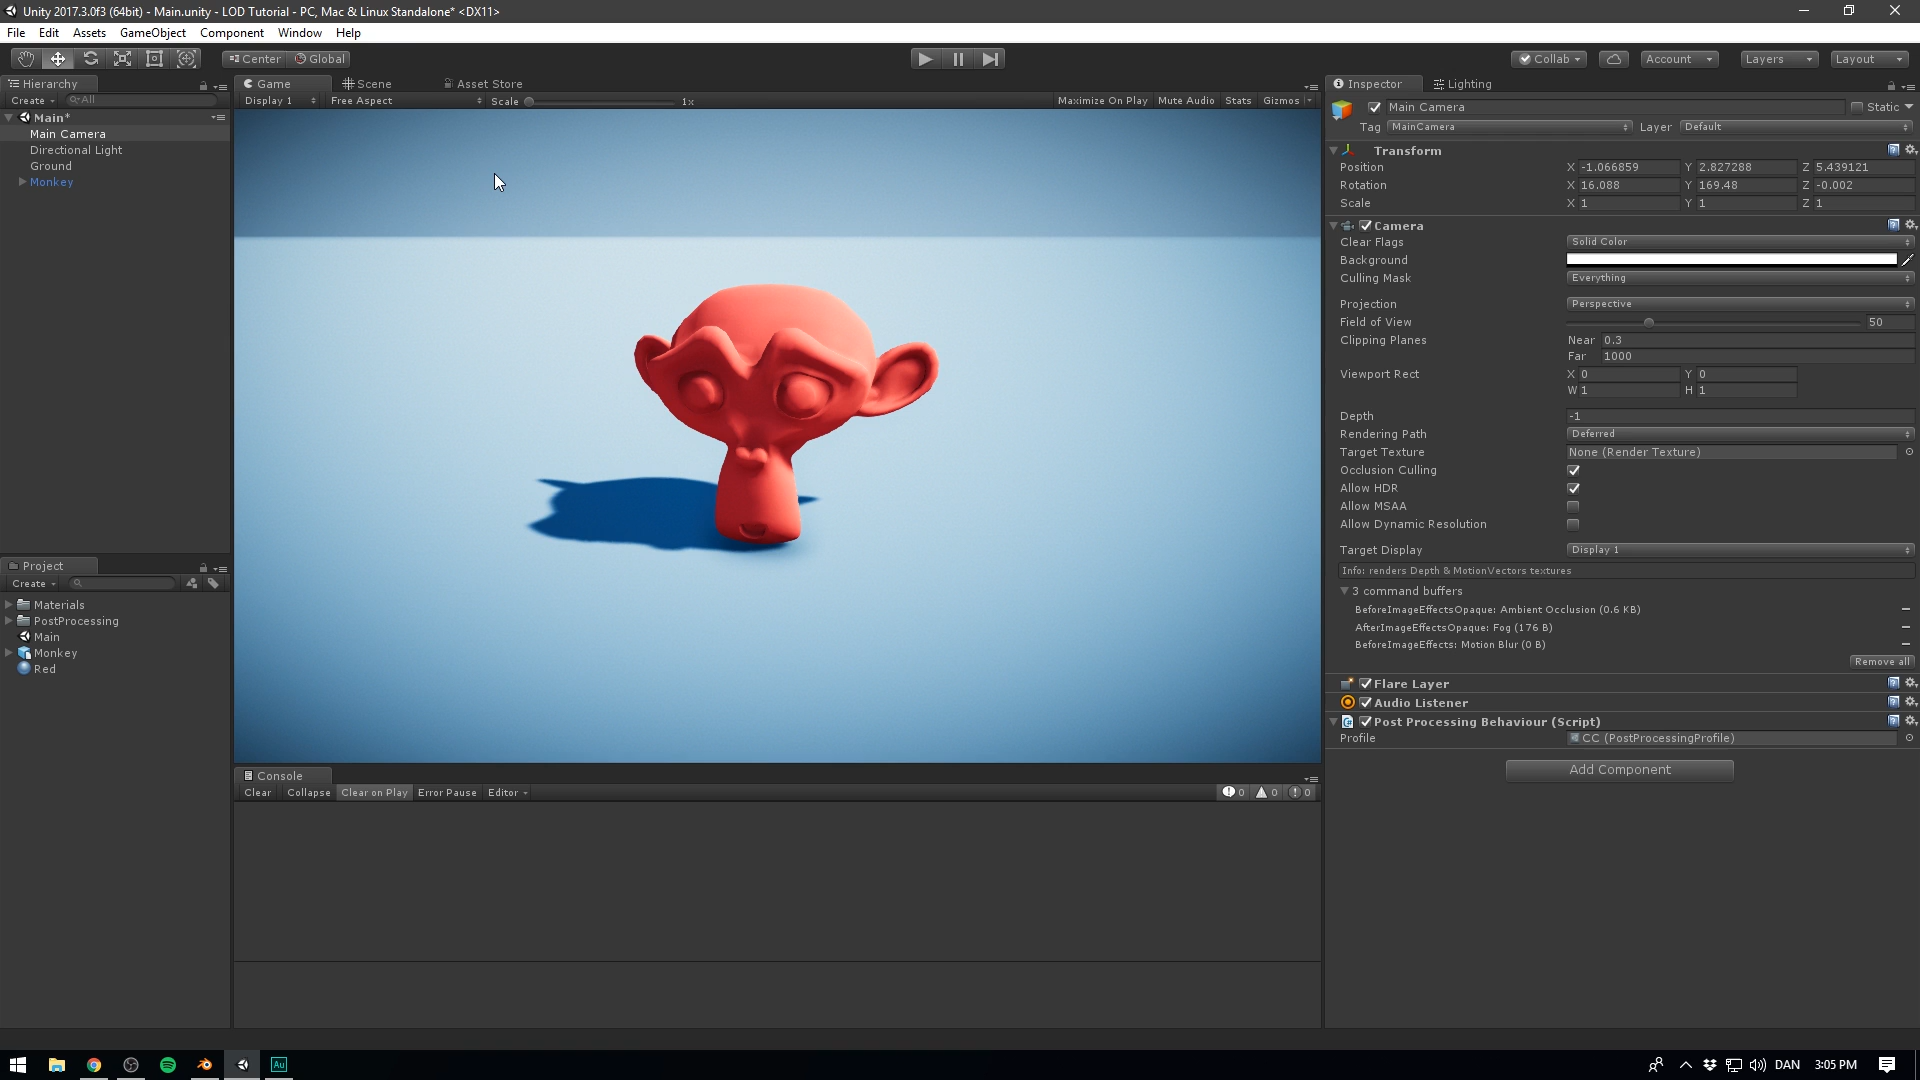 Unity 2017.3.0f3 (64bit) - Main.unity - LOD Tutorial - PC, Mac & Linux Standalone* <DX11>
File Edit Assets GameObject Component Window Help
Center Global Collab Account Layers Layout
Hierarchy
Create All
Main*
Main Camera
Directional Light
Ground
Monkey
Game Scene Asset Store
Display 1 Free Aspect Scale 1x Maximize On Play Mute Audio Stats Gizmos
Inspector Lighting
Main Camera Static
Tag MainCamera Layer Default
Transform
Position X -1.066859 Y 2.827288 Z 5.439121
Rotation X 16.088 Y 169.48 Z -0.002
Scale X 1 Y 1 Z 1
Camera
Clear Flags Solid Color
Background
Culling Mask Everything
Projection Perspective
Field of View 50
Clipping Planes Near 0.3
Far 1000
Viewport Rect X 0 Y 0
W 1 H 1
Depth -1
Rendering Path Deferred
Target Texture None (Render Texture)
Occlusion Culling
Allow HDR
Allow MSAA
Allow Dynamic Resolution
Target Display Display 1
Info: renders Depth & MotionVectors textures
3 command buffers
BeforeImageEffectsOpaque: Ambient Occlusion (0.6 KB)
AfterImageEffectsOpaque: Fog (176 B)
BeforeImageEffects: Motion Blur (0 B)
Remove all
Flare Layer
Audio Listener
Post Processing Behaviour (Script)
Profile CC (PostProcessingProfile)
Add Component
Project
Create
Materials
PostProcessing
Main
Monkey
Red
Console
Clear Collapse Clear on Play Error Pause Editor 0 0 0
Au DAN 3:05 PM